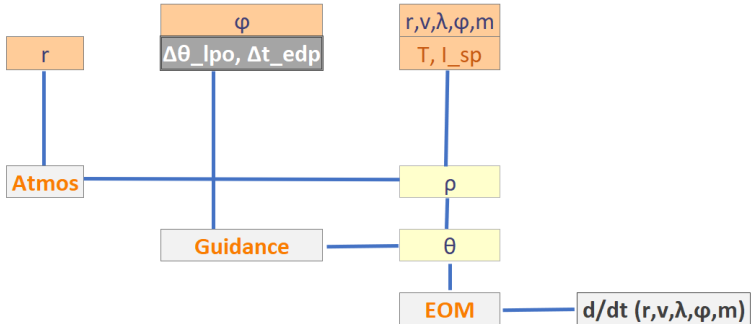 φ
r,v,λ,φ,m
r
Δθ_lpo, Δt_edp
T, I_sp
Atmos
ρ
Guidance
θ
EOM
d/dt (r,v,λ,φ,m)